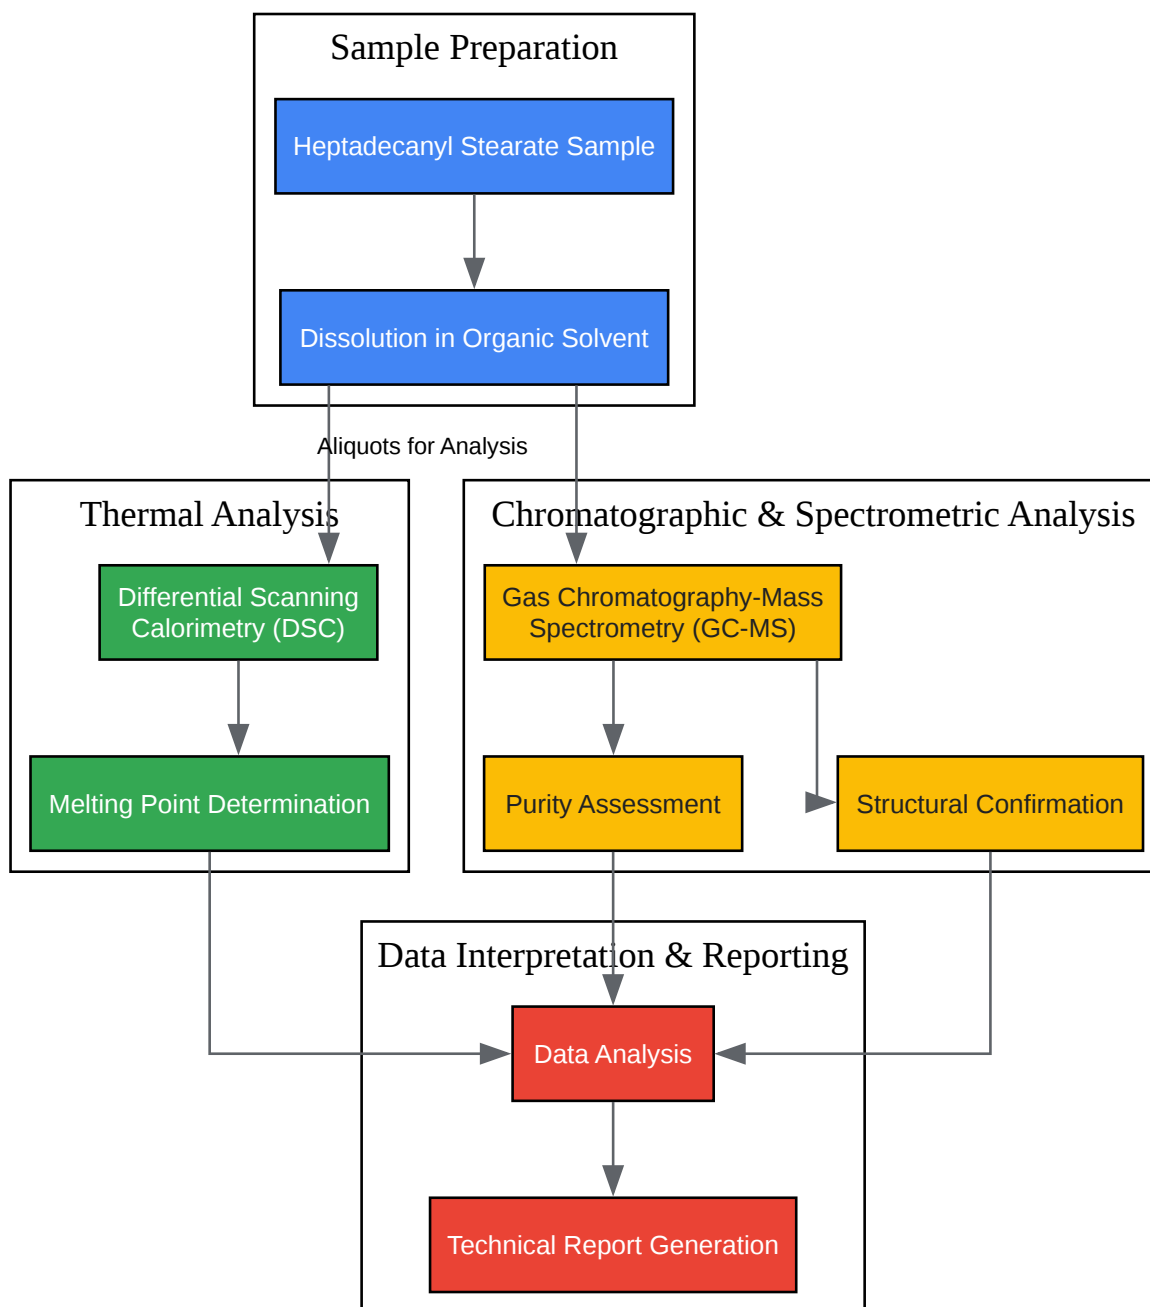 Sample Preparation
Heptadecanyl Stearate Sample
Dissolution in Organic Solvent
Aliquots for Analysis
Thermal Analysis
Differential Scanning
Calorimetry (DSC)
Melting Point Determination
Chromatographic & Spectrometric Analysis
Gas Chromatography-Mass
Spectrometry (GC-MS)
Purity Assessment
Structural Confirmation
Data Interpretation & Reporting
Data Analysis
Technical Report Generation